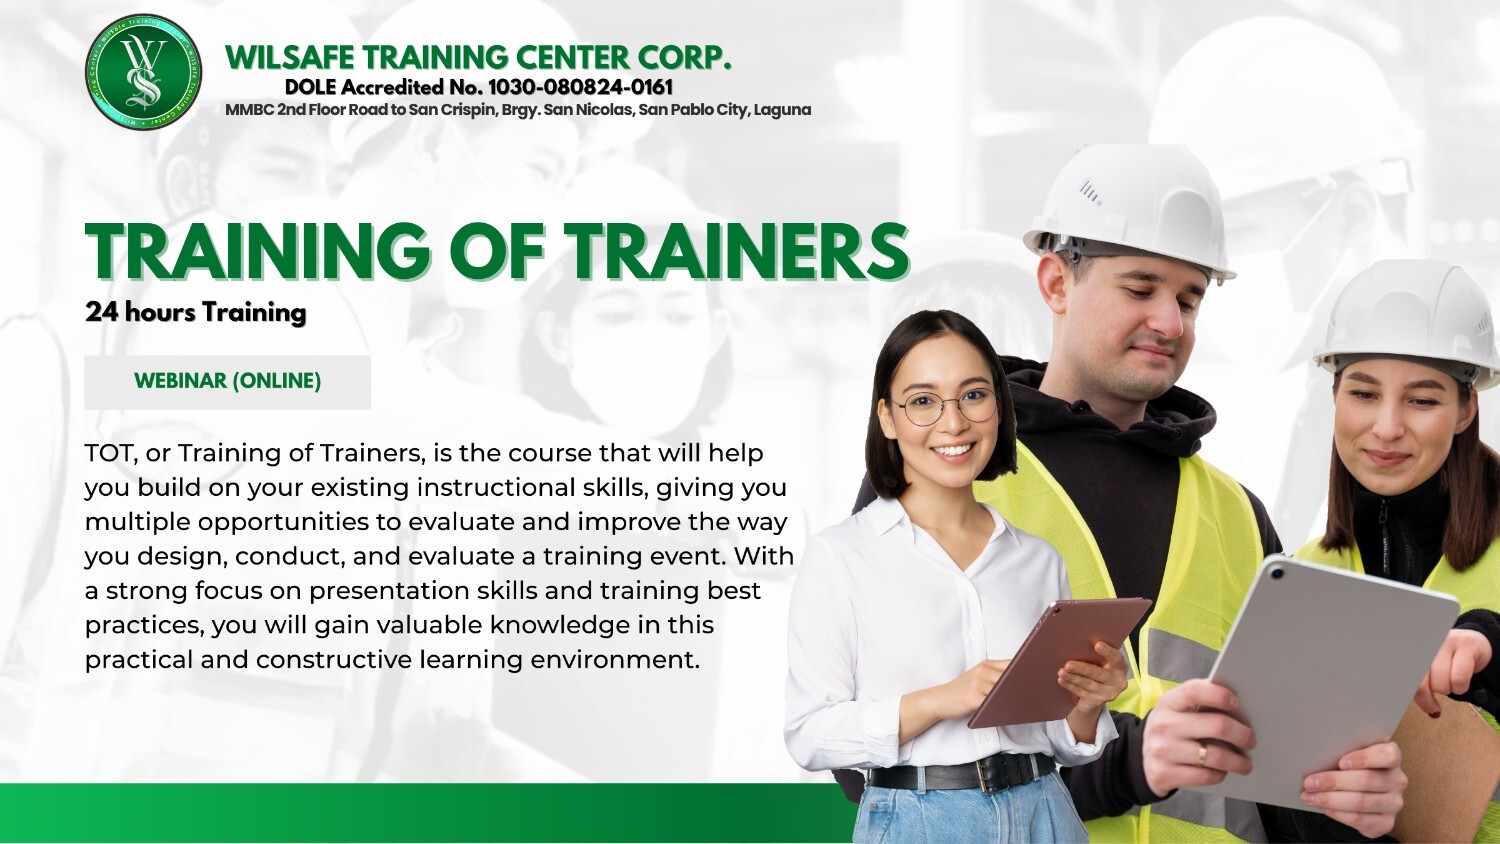 WILSAFE TRAINING CENTER CORP.
DOLE Accredited No. 1030-080824-0161
MMBC 2nd Floor Road to San Crispin, Brgy. San Nicolas, San Pablo City, Laguna
TRAINING OF TRAINERS
24 hours Training
WEBINAR (ONLINE)
TOT, or Training of Trainers, is the course that will help
you build on your existing instructional skills, giving you
multiple opportunities to evaluate and improve the way
you design, conduct, and evaluate a training event. With
a strong focus on presentation skills and training best
practices, you will gain valuable knowledge in this
practical and constructive learning environment.